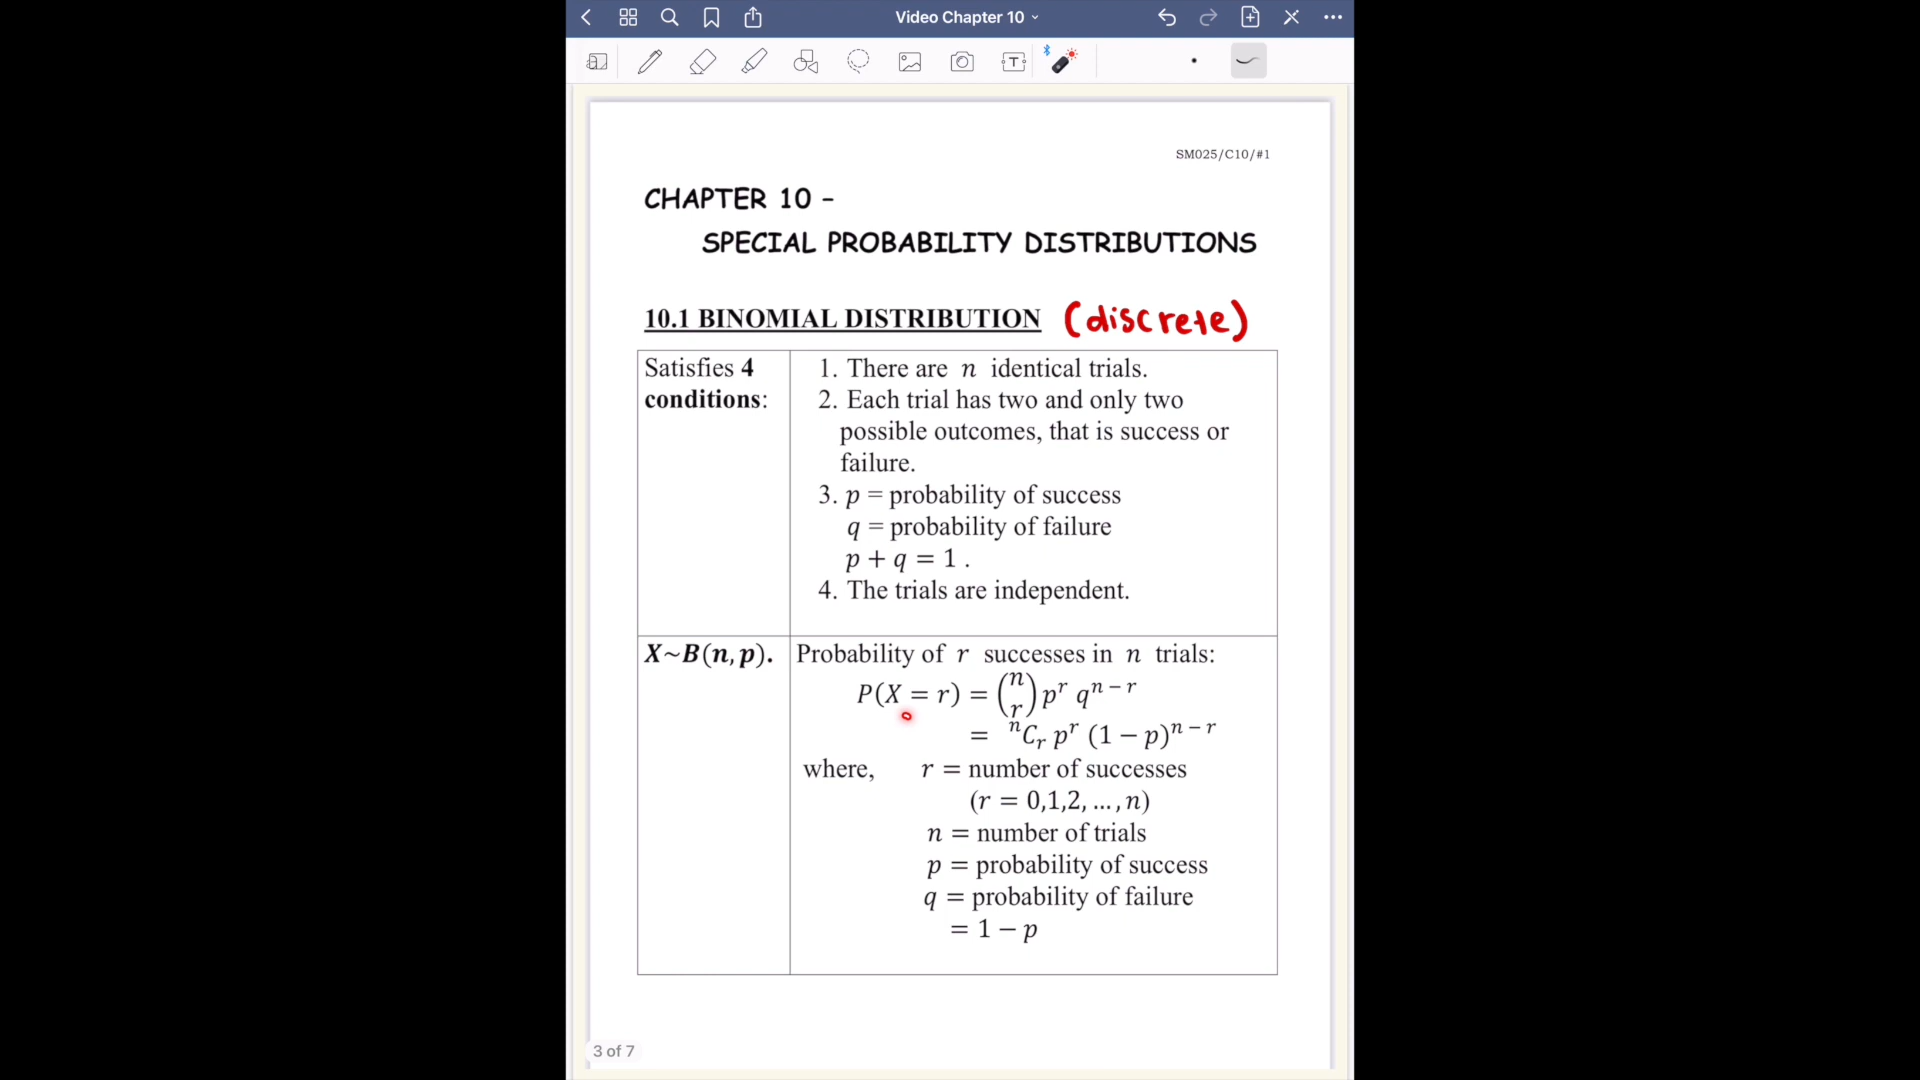 Video Chapter 10
SM025/C10/#1
CHAPTER 10 –
SPECIAL PROBABILITY DISTRIBUTIONS
10.1 BINOMIAL DISTRIBUTION (discrete)
Satisfies 4 conditions:
1. There are n identical trials.
2. Each trial has two and only two
possible outcomes, that is success or
failure.
3. p = probability of success
q = probability of failure
p + q = 1 .
4. The trials are independent.
X~B(n, p).
Probability of r successes in n trials:
P(X = r) = (n r) pʳ qⁿ⁻ʳ
= ⁿCᵣ pʳ (1 − p)ⁿ⁻ʳ
where, r = number of successes
(r = 0,1,2, … , n)
n = number of trials
p = probability of success
q = probability of failure
= 1 − p
3 of 7